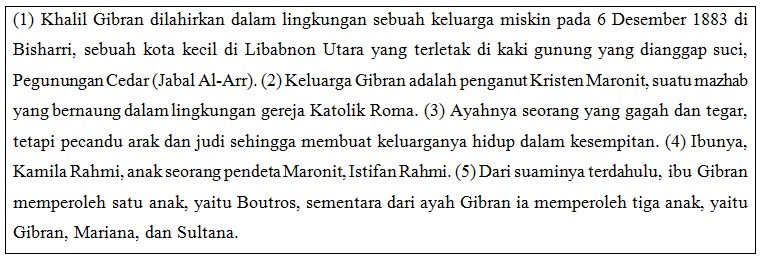 (1) Khalil Gibran dilahirkan dalam lingkungan sebuah keluarga miskin pada 6 Desember 1883 di
Bisharri, sebuah kota kecil di Libabnon Utara yang terletak di kaki gunung yang dianggap suci,
Pegunungan Cedar (Jabal Al-Arr). (2) Keluarga Gibran adalah penganut Kristen Maronit, suatu mazhab
yang bernaung dalam lingkungan gereja Katolik Roma. (3) Ayahnya seorang yang gagah dan tegar,
tetapi pecandu arak dan judi sehingga membuat keluarganya hidup dalam kesempitan. (4) Ibunya,
Kamila Rahmi, anak seorang pendeta Maronit, Istifan Rahmi. (5) Dari suaminya terdahulu, ibu Gibran
memperoleh satu anak, yaitu Boutros, sementara dari ayah Gibran ia memperoleh tiga anak, yaitu
Gibran, Mariana, dan Sultana.